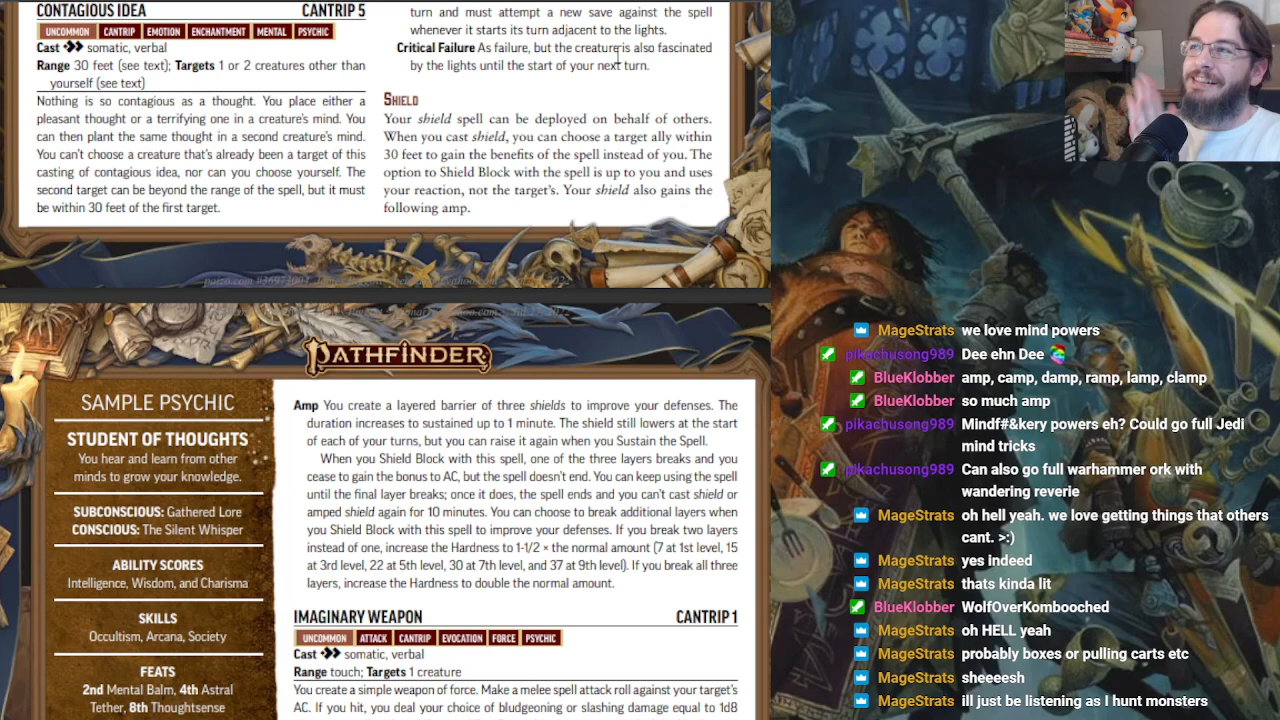 CONTAGIOUS IDEA CANTRIP 5
UNCOMMON CANTRIP EMOTION ENCHANTMENT MENTAL PSYCHIC
Cast somatic, verbal
Range 30 feet (see text); Targets 1 or 2 creatures other than
yourself (see text)
Nothing is so contagious as a thought. You place either a
pleasant thought or a terrifying one in a creature's mind. You
can then plant the same thought in a second creature's mind.
You can't choose a creature that's already been a target of this
casting of contagious idea, nor can you choose yourself. The
second target can be beyond the range of the spell, but it must
be within 30 feet of the first target.
turn and must attempt a new save against the spell
whenever it starts its turn adjacent to the lights.
Critical Failure As failure, but the creature is also fascinated
by the lights until the start of your next turn.
SHIELD
Your shield spell can be deployed on behalf of others.
When you cast shield, you can choose a target ally within
30 feet to gain the benefits of the spell instead of you. The
option to Shield Block with the spell is up to you and uses
your reaction, not the target's. Your shield also gains the
following amp.
PATHFINDER
SAMPLE PSYCHIC
STUDENT OF THOUGHTS
You hear and learn from other
minds to grow your knowledge.
SUBCONSCIOUS: Gathered Lore
CONSCIOUS: The Silent Whisper
ABILITY SCORES
Intelligence, Wisdom, and Charisma
SKILLS
Occultism, Arcana, Society
FEATS
2nd Mental Balm, 4th Astral
Tether, 8th Thoughtsense
Amp You create a layered barrier of three shields to improve your defenses. The
duration increases to sustained up to 1 minute. The shield still lowers at the start
of each of your turns, but you can raise it again when you Sustain the Spell.
When you Shield Block with this spell, one of the three layers breaks and you
cease to gain the bonus to AC, but the spell doesn't end. You can keep using the spell
until the final layer breaks; once it does, the spell ends and you can't cast shield or
amped shield again for 10 minutes. You can choose to break additional layers when
you Shield Block with this spell to improve your defenses. If you break two layers
instead of one, increase the Hardness to 1-1/2 × the normal amount (7 at 1st level, 15
at 3rd level, 22 at 5th level, 30 at 7th level, and 37 at 9th level). If you break all three
layers, increase the Hardness to double the normal amount.
IMAGINARY WEAPON CANTRIP 1
UNCOMMON ATTACK CANTRIP EVOCATION FORCE PSYCHIC
Cast somatic, verbal
Range touch; Targets 1 creature
You create a simple weapon of force. Make a melee spell attack roll against your target's
AC. If you hit, you deal your choice of bludgeoning or slashing damage equal to 1d8
MageStrats we love mind powers
pikachusong989 Dee ehn Dee
BlueKlobber amp, camp, damp, ramp, lamp, clamp
BlueKlobber so much amp
pikachusong989 Mindf#&kery powers eh? Could go full Jedi
mind tricks
pikachusong989 Can also go full warhammer ork with
wandering reverie
MageStrats oh hell yeah. we love getting things that others
cant. >:)
MageStrats yes indeed
MageStrats thats kinda lit
BlueKlobber WolfOverKombooched
MageStrats oh HELL yeah
MageStrats probably boxes or pulling carts etc
MageStrats sheeeesh
MageStrats ill just be listening as I hunt monsters